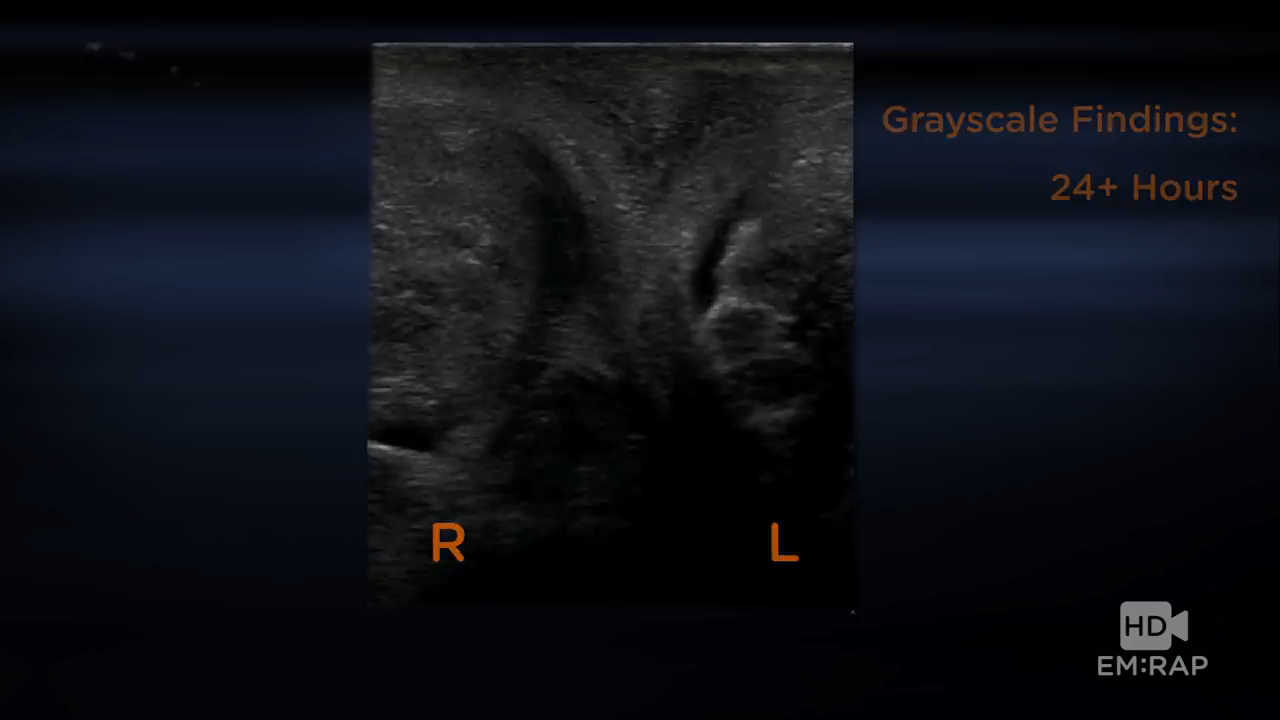 Grayscale Findings:
24+ Hours
R
L
HD
EM:RAP